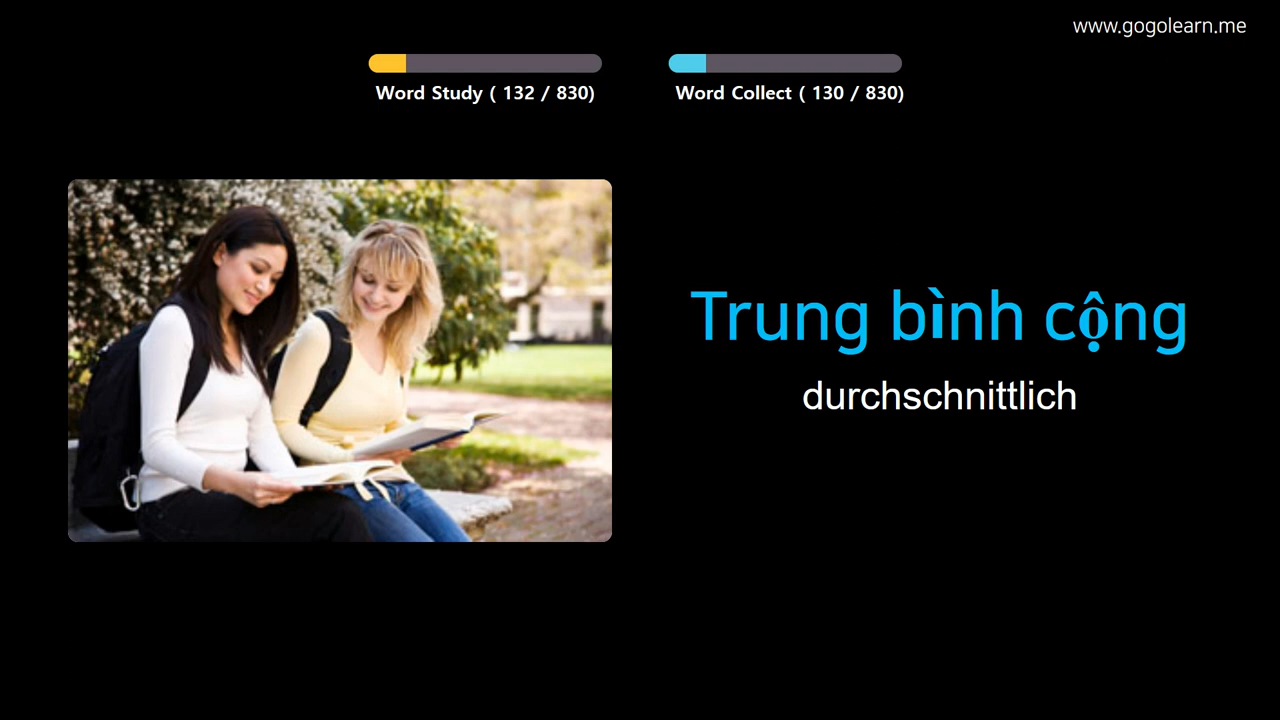 www.gogolearn.me
Word Study ( 132 / 830)
Word Collect ( 130 / 830)
Trung bình cộng
durchschnittlich